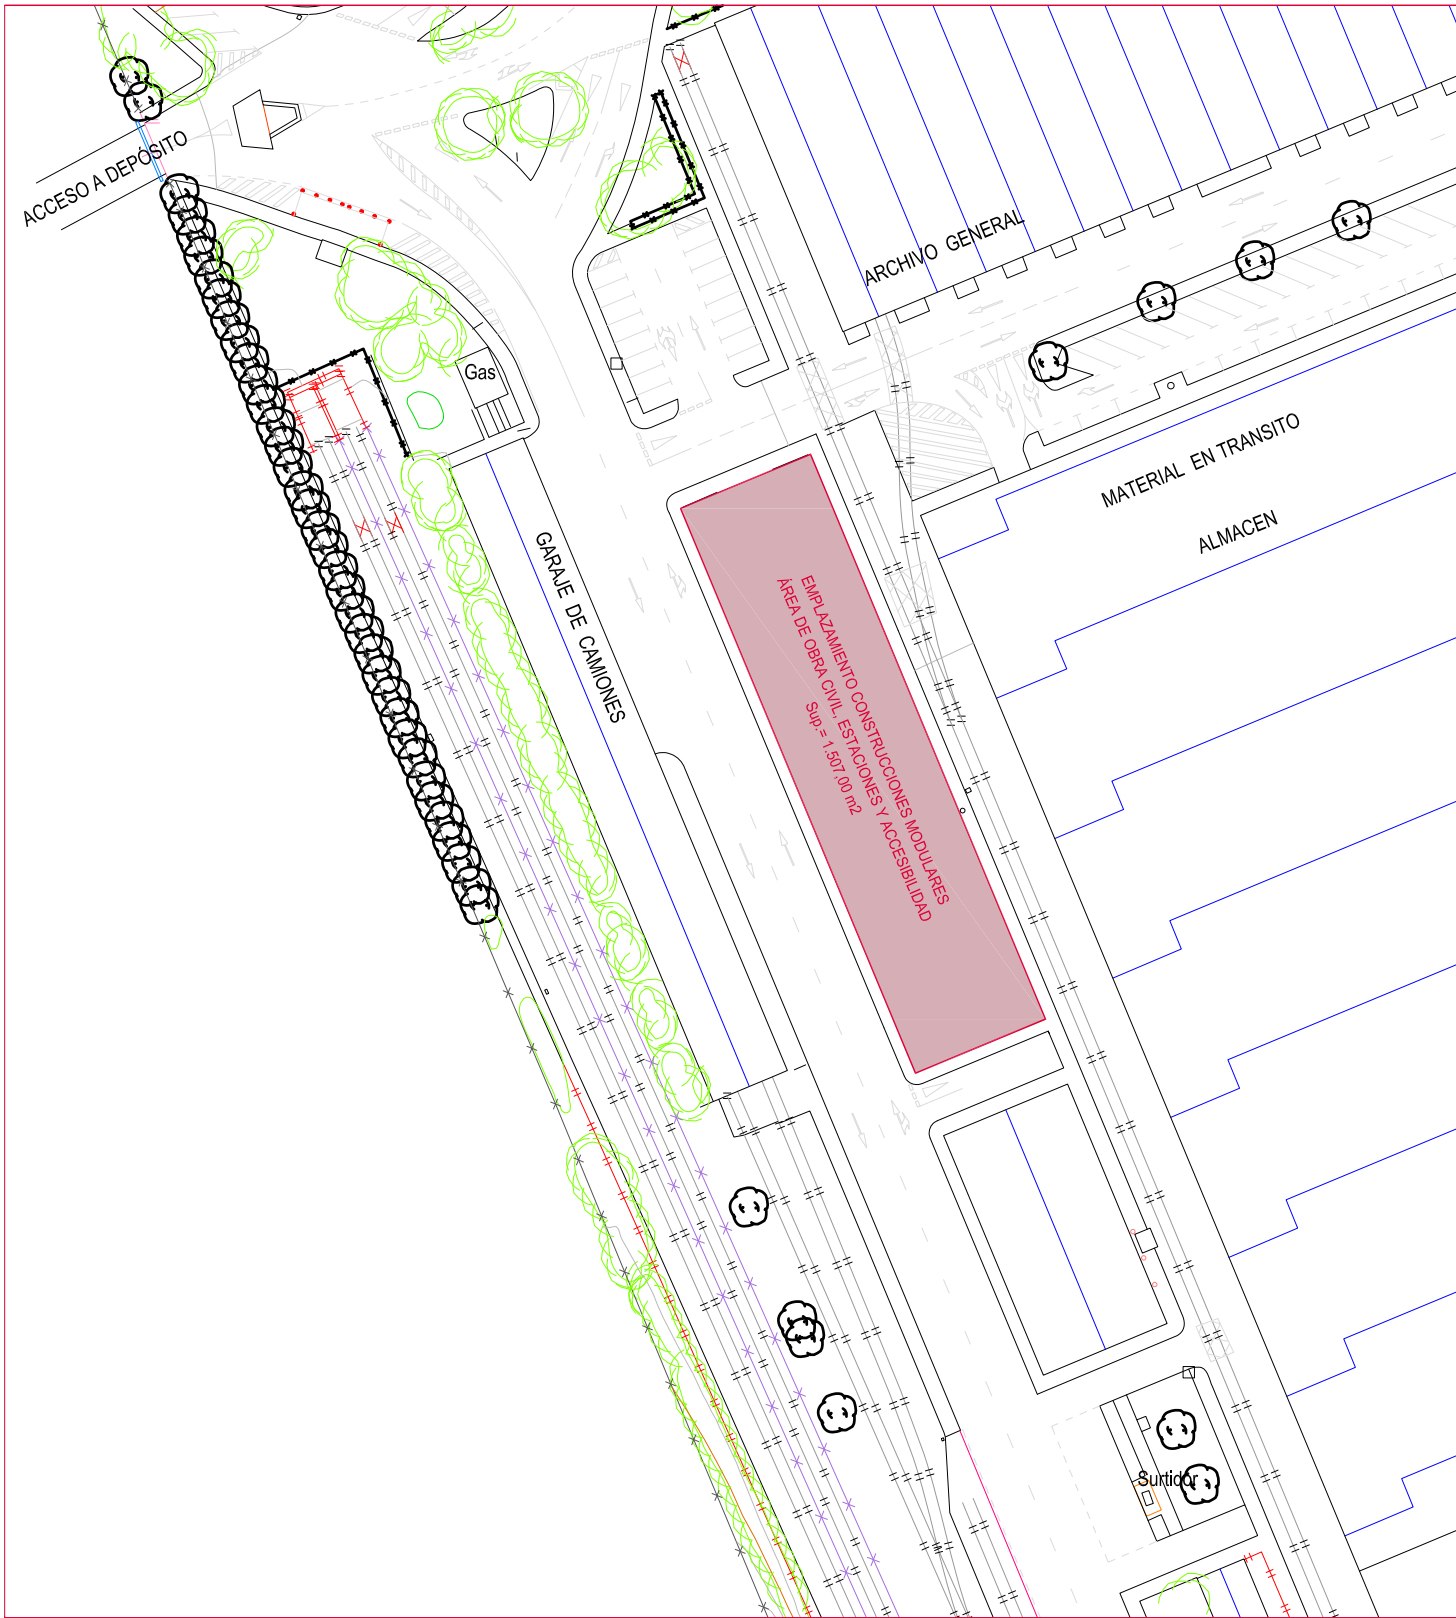 ACCESO A DEPÓSITO
ARCHIVO GENERAL
Gas
MATERIAL EN TRANSITO
ALMACEN
GARAJE DE CAMIONES
EMPLAZAMIENTO CONSTRUCCIONES MODULARES
ÁREA DE OBRA CIVIL, ESTACIONES Y ACCESIBILIDAD
Sup.= 1.507,00 m2
Surtidor